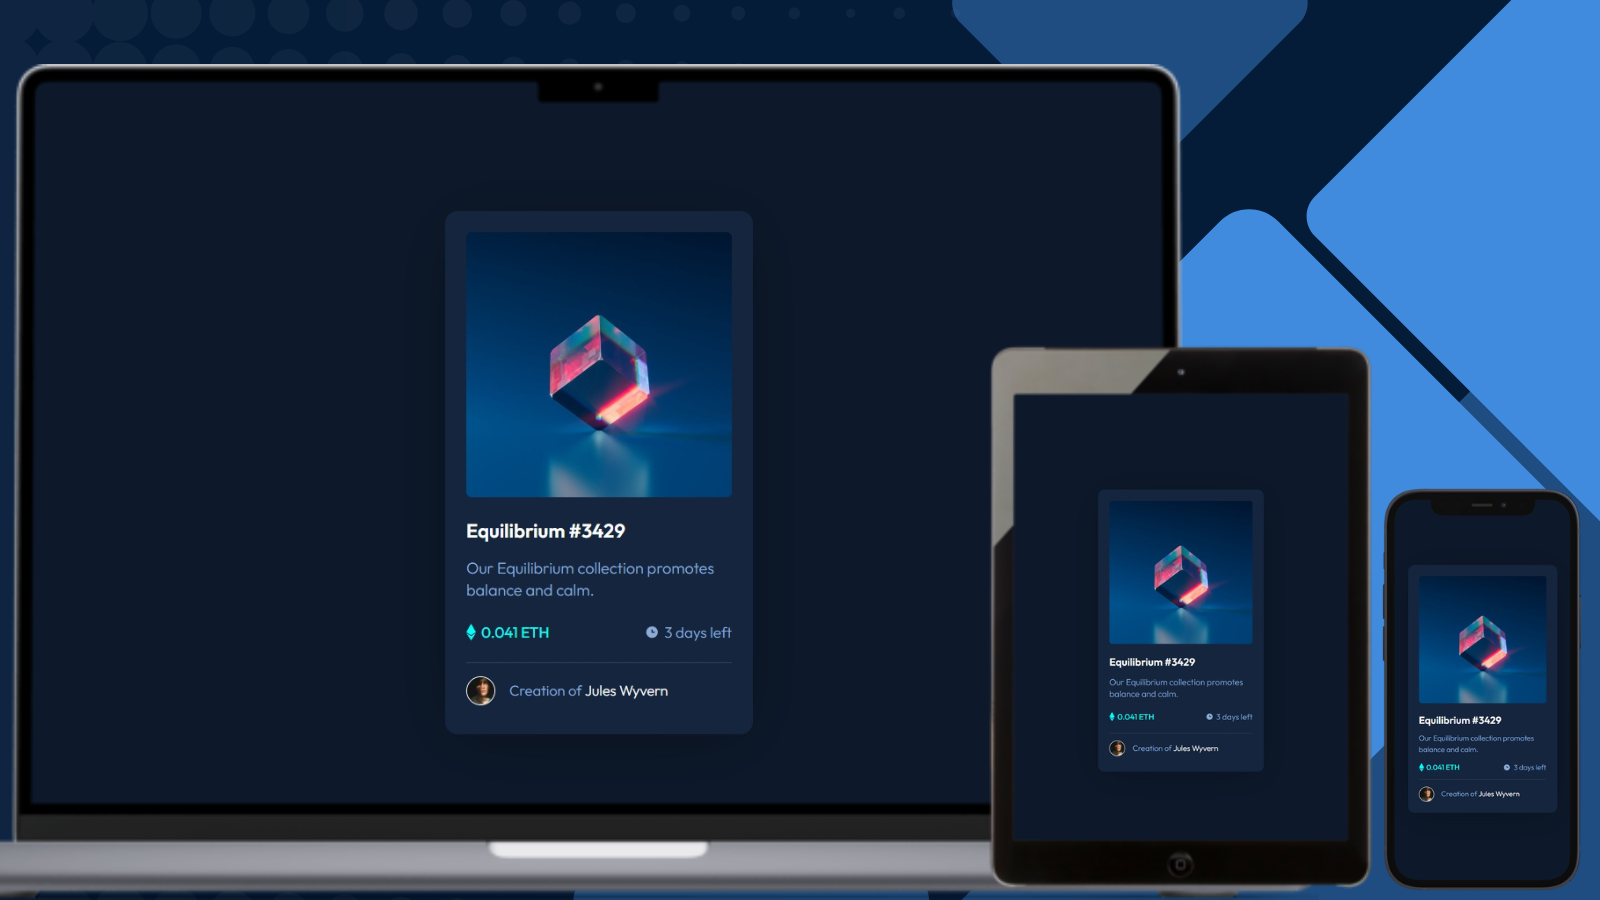 Equilibrium #3429
Our Equilibrium collection promotes
balance and calm.
0.041 ETH
3 days left
Creation of Jules Wyvern
Equilibrium #3429
Our Equilibrium collection promotes
balance and calm.
0.041 ETH
3 days left
Creation of Jules Wyvern
Equilibrium #3429
Our Equilibrium collection promotes
balance and calm.
0.041 ETH
3 days left
Creation of Jules Wyvern